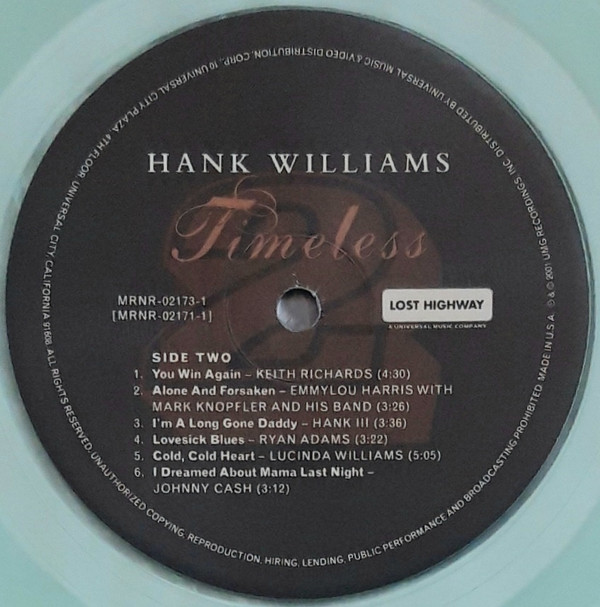 HANK WILLIAMS
Timeless
2
MRNR-02173-1
[MRNR-02171-1]
LOST HIGHWAY
A UNIVERSAL MUSIC COMPANY
SIDE TWO
1. You Win Again – KEITH RICHARDS (4:30)
2. Alone And Forsaken – EMMYLOU HARRIS WITH
MARK KNOPFLER AND HIS BAND (3:26)
3. I'm A Long Gone Daddy – HANK III (3:36)
4. Lovesick Blues – RYAN ADAMS (3:22)
5. Cold, Cold Heart – LUCINDA WILLIAMS (5:05)
6. I Dreamed About Mama Last Night –
JOHNNY CASH (3:12)
℗ & © 2001 UMG RECORDINGS, INC. DISTRIBUTED BY UNIVERSAL MUSIC & VIDEO DISTRIBUTION, CORP., 10 UNIVERSAL CITY PLAZA, 4TH FLOOR, UNIVERSAL CITY, CALIFORNIA 91608. ALL RIGHTS RESERVED. UNAUTHORIZED COPYING, REPRODUCTION, HIRING, LENDING, PUBLIC PERFORMANCE AND BROADCASTING PROHIBITED. MADE IN U.S.A.